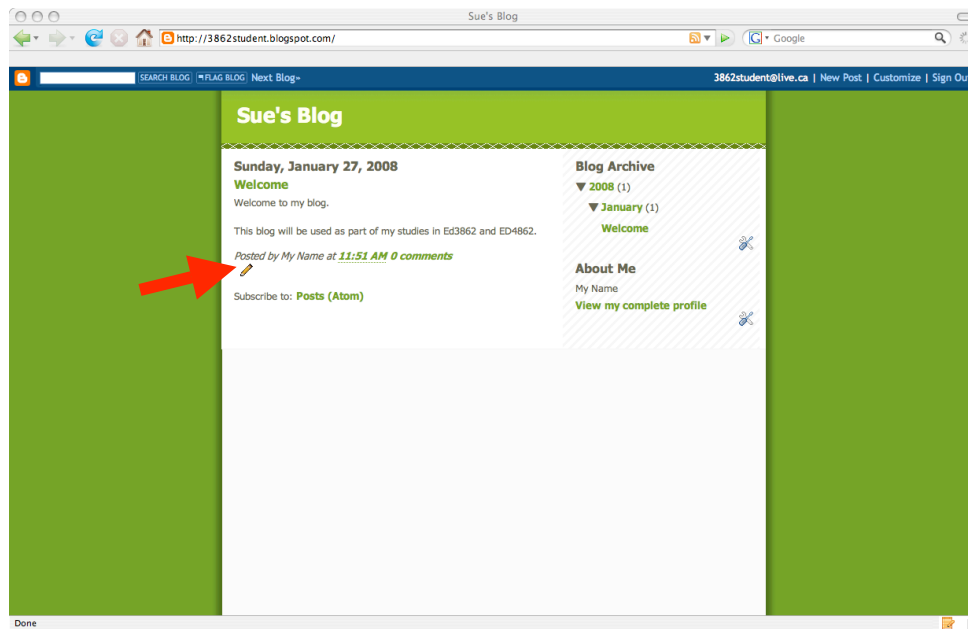 Sue's Blog
http://3862student.blogspot.com/
Google
SEARCH BLOG FLAG BLOG Next Blog»
3862student@live.ca | New Post | Customize | Sign Ou
Sue's Blog
Sunday, January 27, 2008
Welcome
Welcome to my blog.
This blog will be used as part of my studies in Ed3862 and ED4862.
Posted by My Name at 11:51 AM 0 comments
Subscribe to: Posts (Atom)
Blog Archive
▼ 2008 (1)
▼ January (1)
Welcome
About Me
My Name
View my complete profile
Done